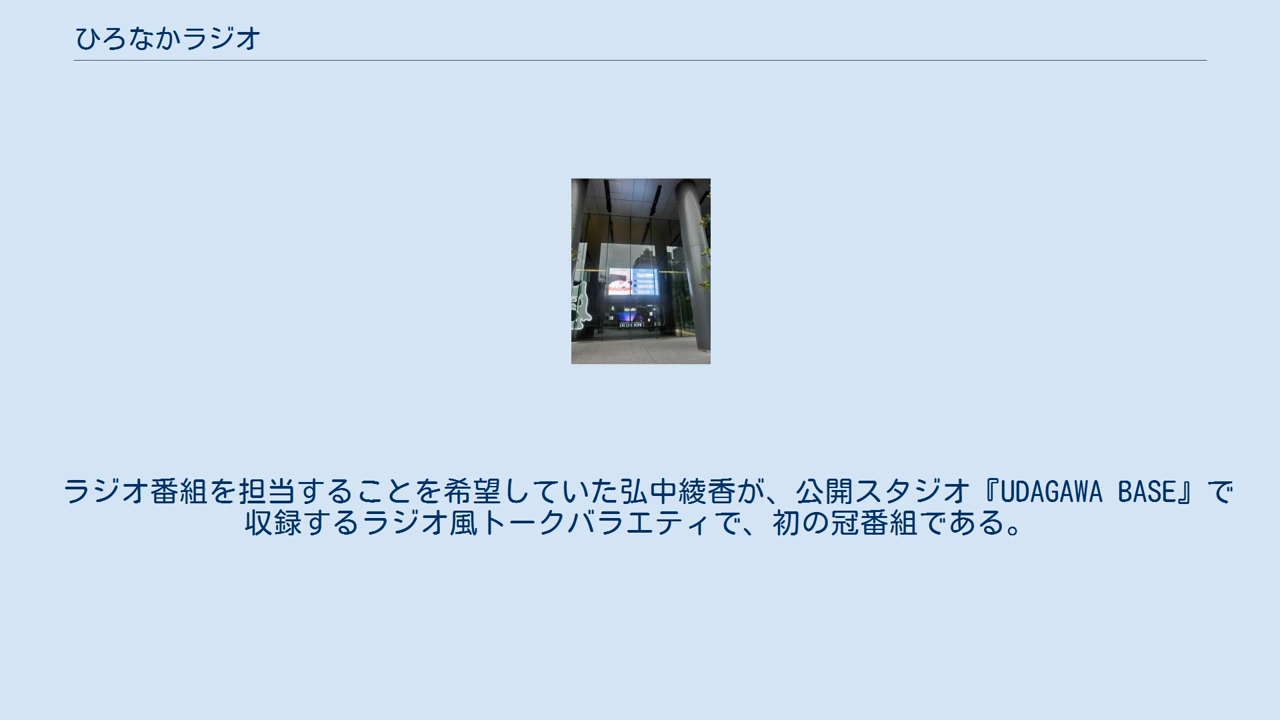 ひろなかラジオ
ラジオ番組を担当することを希望していた弘中綾香が、公開スタジオ『UDAGAWA BASE』で
収録するラジオ風トークバラエティで、初の冠番組である。